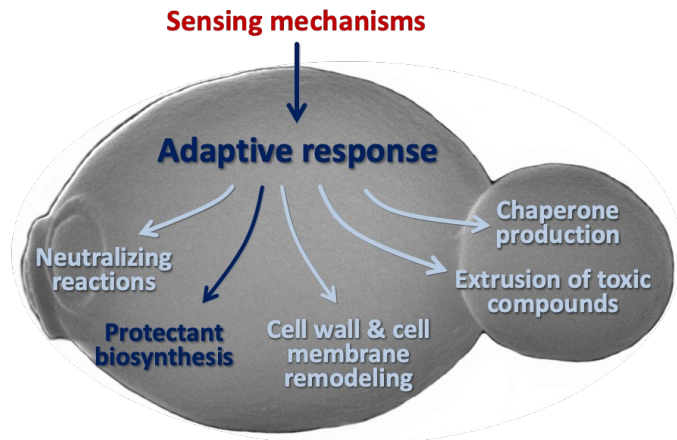 Sensing mechanisms
Adaptive response
Neutralizing
reactions
Protectant
biosynthesis
Cell wall & cell
membrane
remodeling
Extrusion of toxic
compounds
Chaperone
production